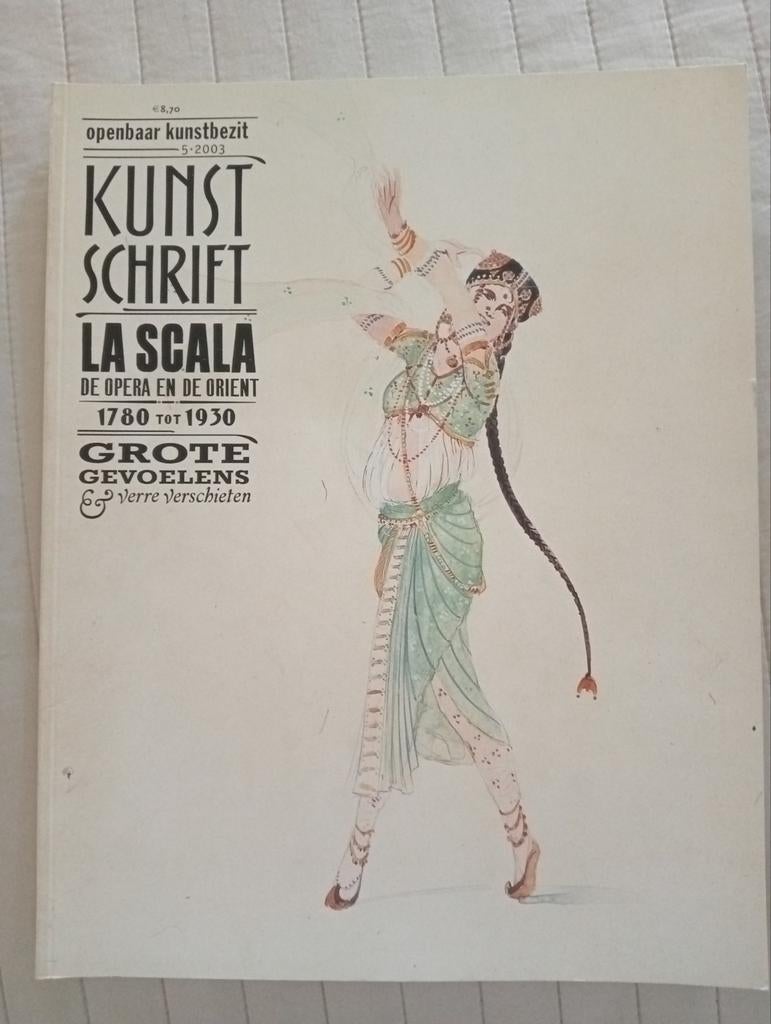 €8,70
openbaar kunstbezit
5·2003
KUNST
SCHRIFT
LA SCALA
DE OPERA EN DE ORIENT
1780 TOT 1930
GROTE
GEVOELENS
& verre verschieten